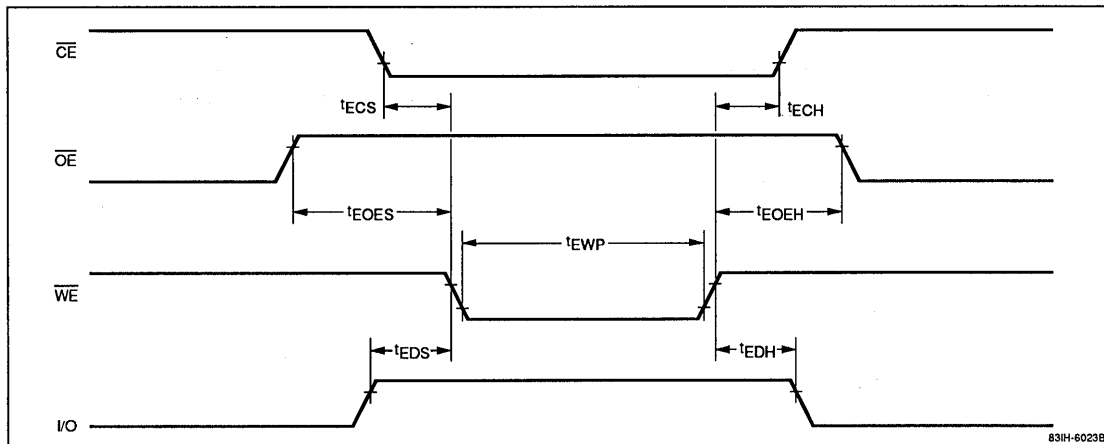 CE
tECS
tECH
OE
tEOES
tEOEH
tEWP
WE
tEDS
tEDH
I/O
83IH-6023B